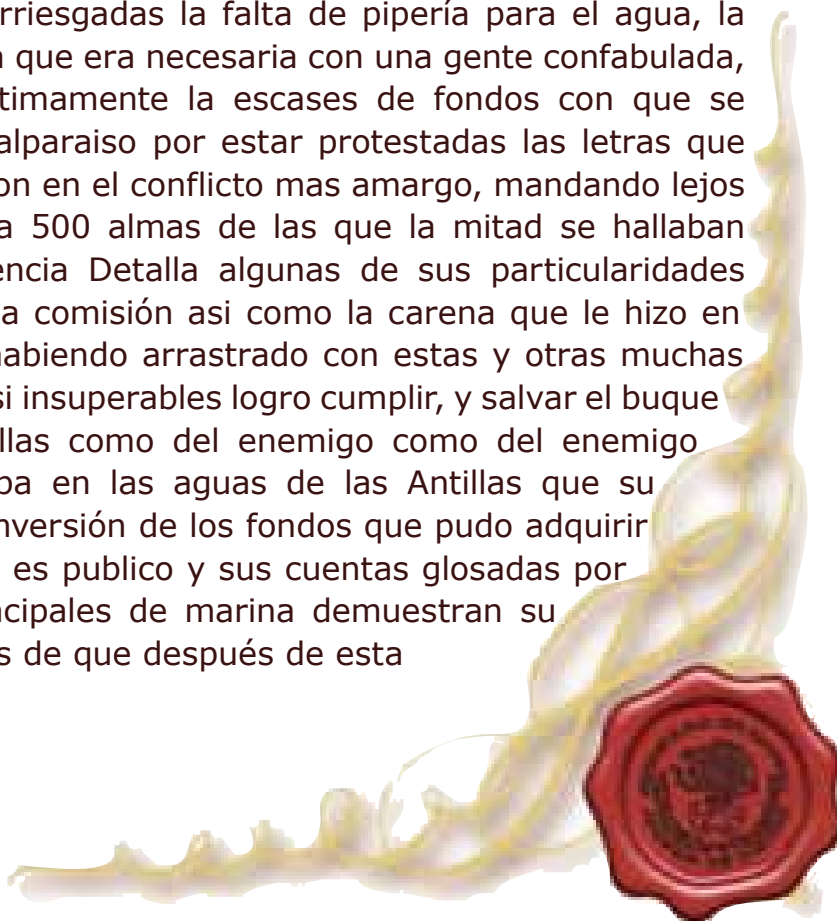 rriesgadas la falta de pipería para el agua, la
que era necesaria con una gente confabulada,
timamente la escases de fondos con que se
alparaiso por estar protestadas las letras que
on en el conflicto mas amargo, mandando lejos
a 500 almas de las que la mitad se hallaban
encia Detalla algunas de sus particularidades
a comisión asi como la carena que le hizo en
habiendo arrastrado con estas y otras muchas
si insuperables logro cumplir, y salvar el buque
llas como del enemigo como del enemigo
ba en las aguas de las Antillas que su
nversión de los fondos que pudo adquirir
es publico y sus cuentas glosadas por
ncipales de marina demuestran su
s de que después de esta